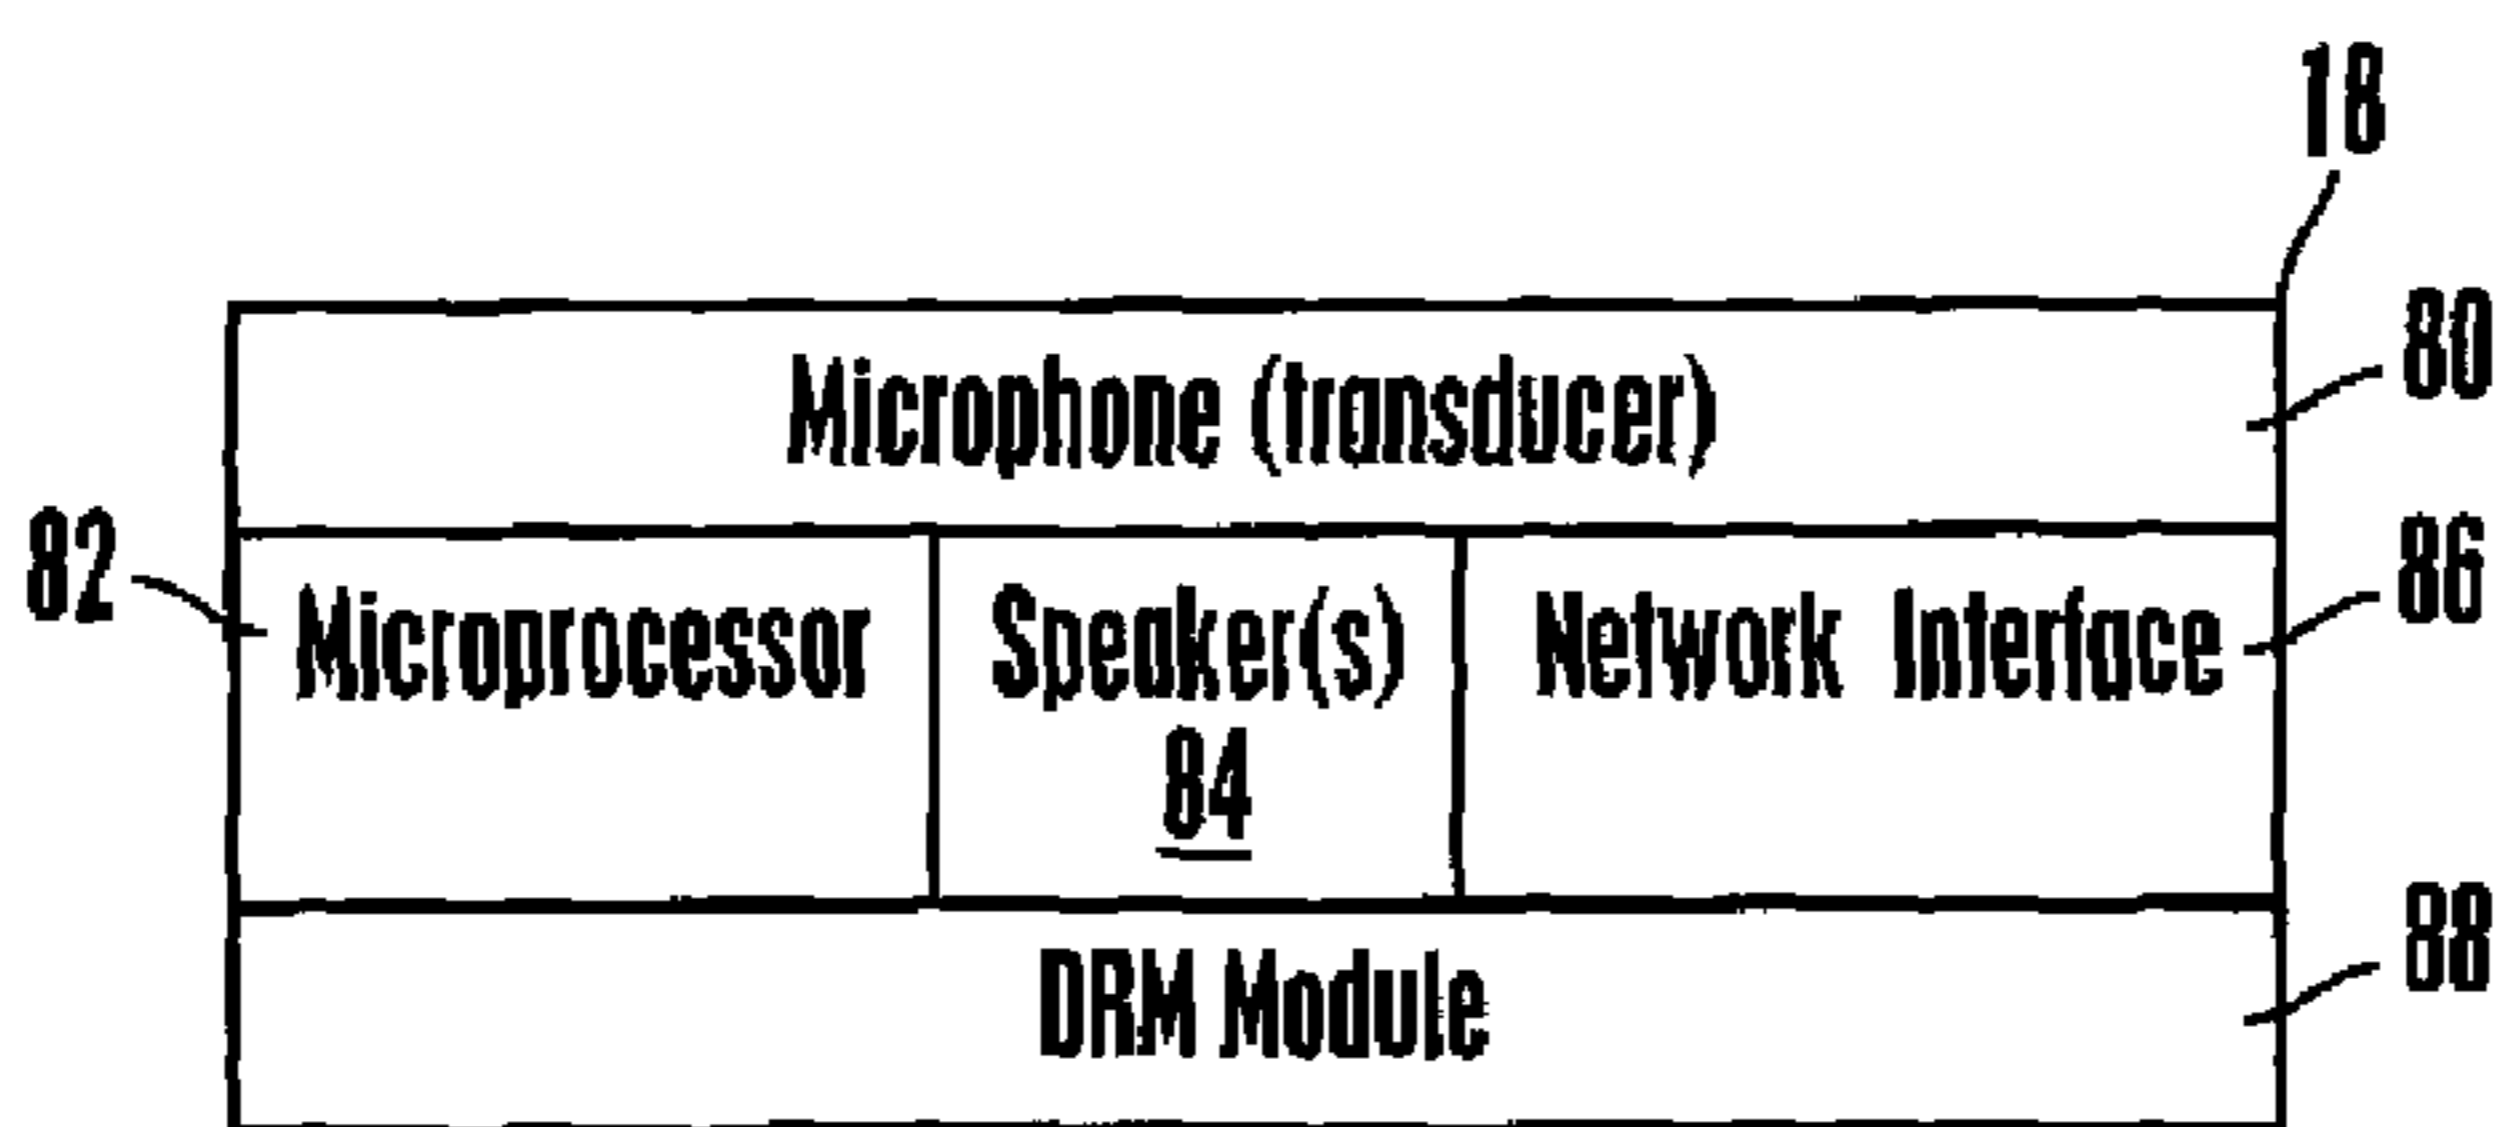 18
Microphone (transducer)
80
82
Microprocessor
Speaker(s)
84
Network Interface
86
DRM Module
88